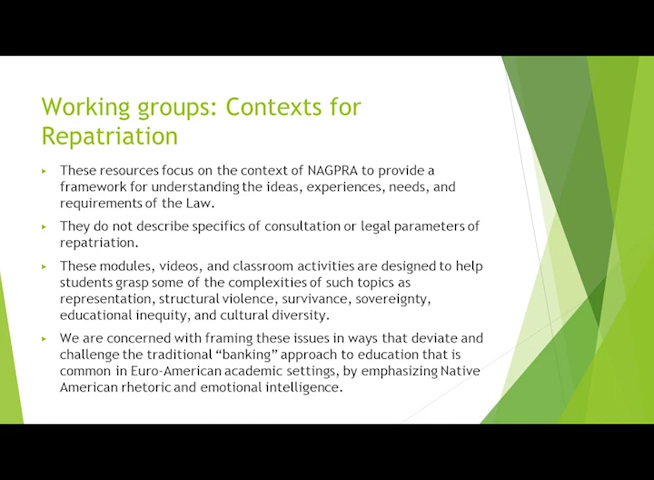 Working groups: Contexts for
Repatriation
These resources focus on the context of NAGPRA to provide a
framework for understanding the ideas, experiences, needs, and
requirements of the Law.
They do not describe specifics of consultation or legal parameters of
repatriation.
These modules, videos, and classroom activities are designed to help
students grasp some of the complexities of such topics as
representation, structural violence, survivance, sovereignty,
educational inequity, and cultural diversity.
We are concerned with framing these issues in ways that deviate and
challenge the traditional “banking” approach to education that is
common in Euro-American academic settings, by emphasizing Native
American rhetoric and emotional intelligence.